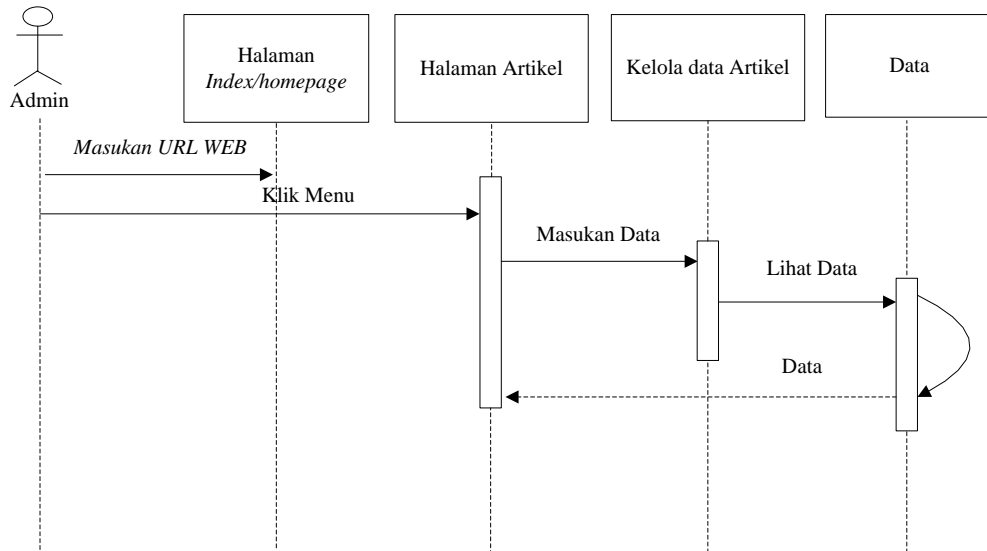 Admin
Halaman
Index/homepage
Halaman Artikel
Kelola data Artikel
Data
Masukan URL WEB
Klik Menu
Masukan Data
Lihat Data
Data